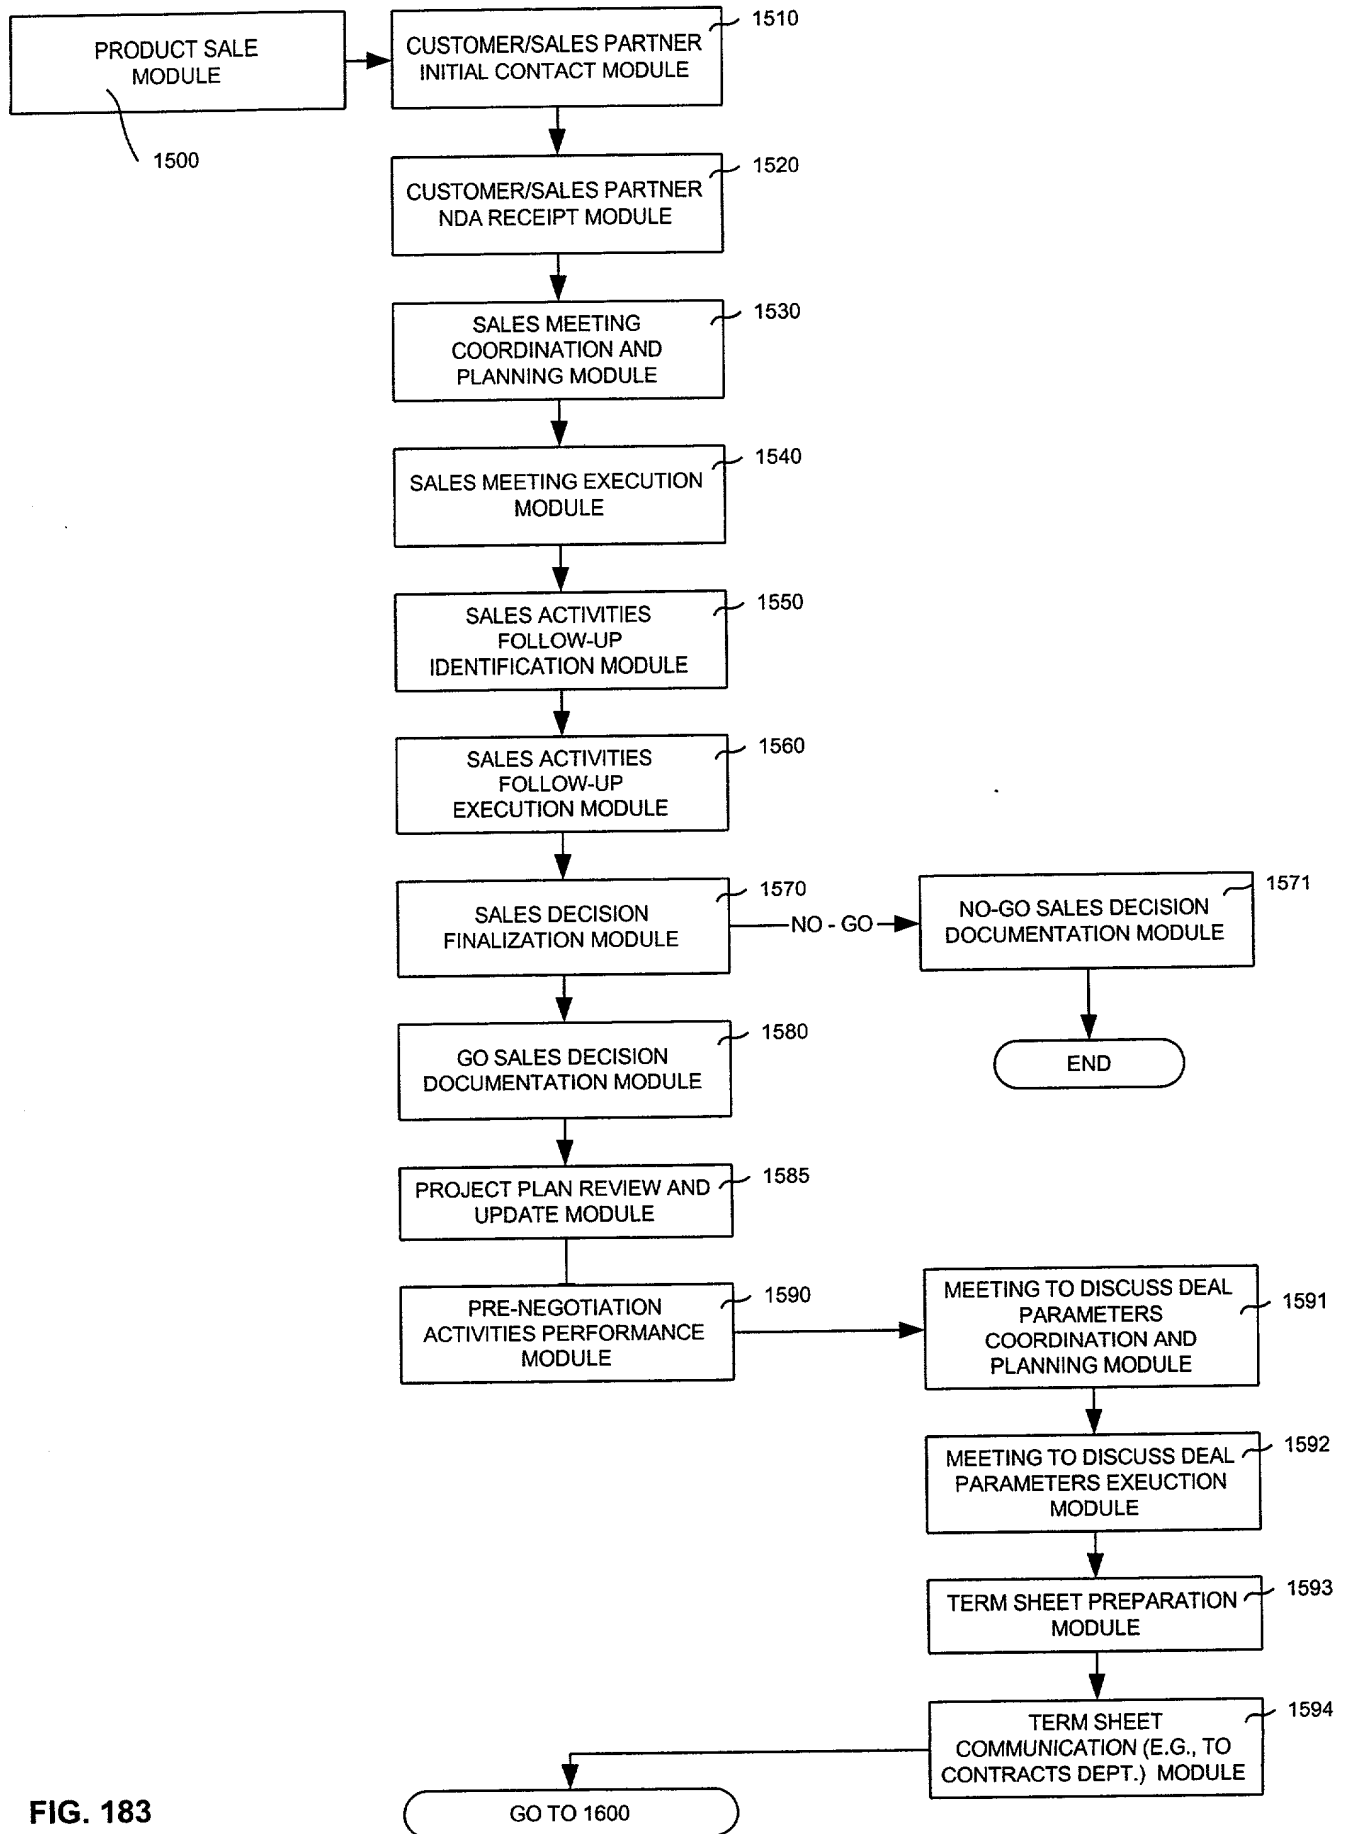 PRODUCT SALE
MODULE
1500
CUSTOMER/SALES PARTNER
INITIAL CONTACT MODULE
1510
CUSTOMER/SALES PARTNER
NDA RECEIPT MODULE
1520
SALES MEETING
COORDINATION AND
PLANNING MODULE
1530
SALES MEETING EXECUTION
MODULE
1540
SALES ACTIVITIES
FOLLOW-UP
IDENTIFICATION MODULE
1550
SALES ACTIVITIES
FOLLOW-UP
EXECUTION MODULE
1560
SALES DECISION
FINALIZATION MODULE
1570
NO - GO
NO-GO SALES DECISION
DOCUMENTATION MODULE
1571
END
GO SALES DECISION
DOCUMENTATION MODULE
1580
PROJECT PLAN REVIEW AND
UPDATE MODULE
1585
PRE-NEGOTIATION
ACTIVITIES PERFORMANCE
MODULE
1590
MEETING TO DISCUSS DEAL
PARAMETERS
COORDINATION AND
PLANNING MODULE
1591
MEETING TO DISCUSS DEAL
PARAMETERS EXEUCTION
MODULE
1592
TERM SHEET PREPARATION
MODULE
1593
TERM SHEET
COMMUNICATION (E.G., TO
CONTRACTS DEPT.) MODULE
1594
GO TO 1600
FIG. 183